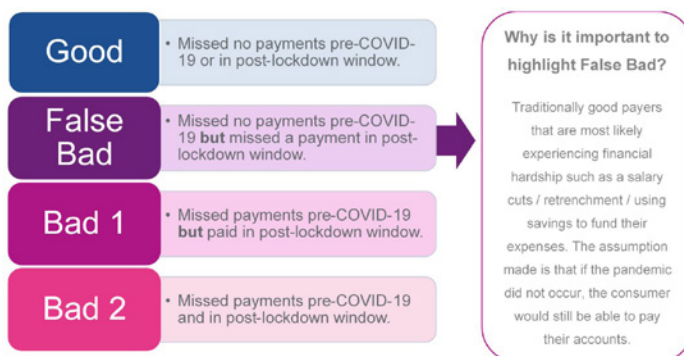 Good
• Missed no payments pre-COVID-
19 or in post-lockdown window.
False
Bad
• Missed no payments pre-COVID-
19 but missed a payment in post-
lockdown window.
Bad 1
• Missed payments pre-COVID-19
but paid in post-lockdown window.
Bad 2
• Missed payments pre-COVID-19
and in post-lockdown window.
Why is it important to
highlight False Bad?
Traditionally good payers
that are most likely
experiencing financial
hardship such as a salary
cuts / retrenchment / using
savings to fund their
expenses. The assumption
made is that if the pandemic
did not occur, the consumer
would still be able to pay
their accounts.